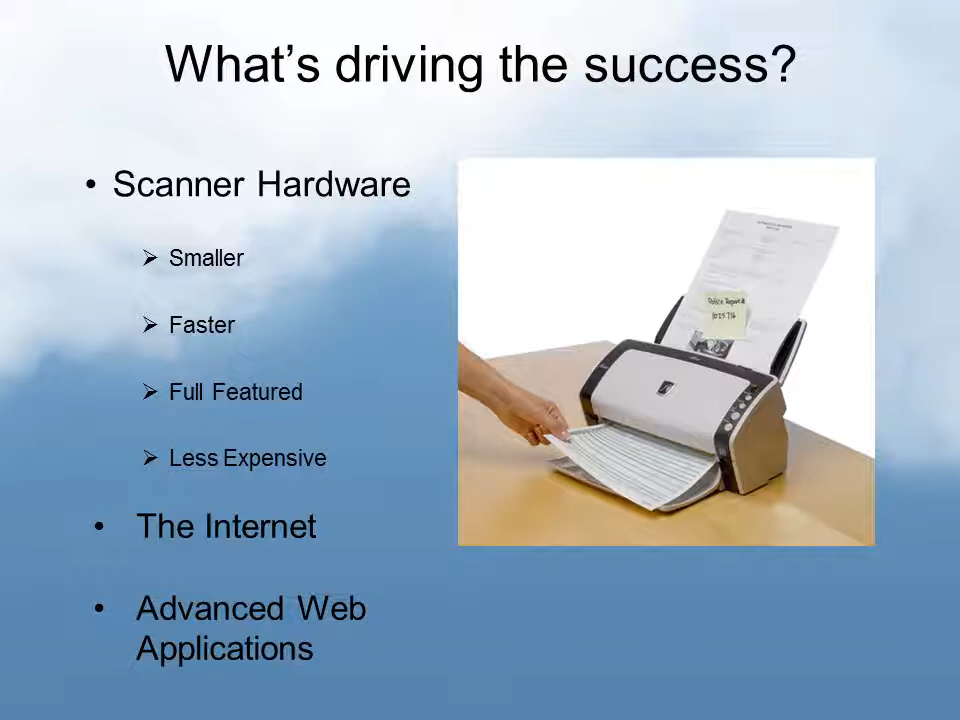 What’s driving the success?
• Scanner Hardware
➢ Smaller
➢ Faster
➢ Full Featured
➢ Less Expensive
• The Internet
• Advanced Web
Applications